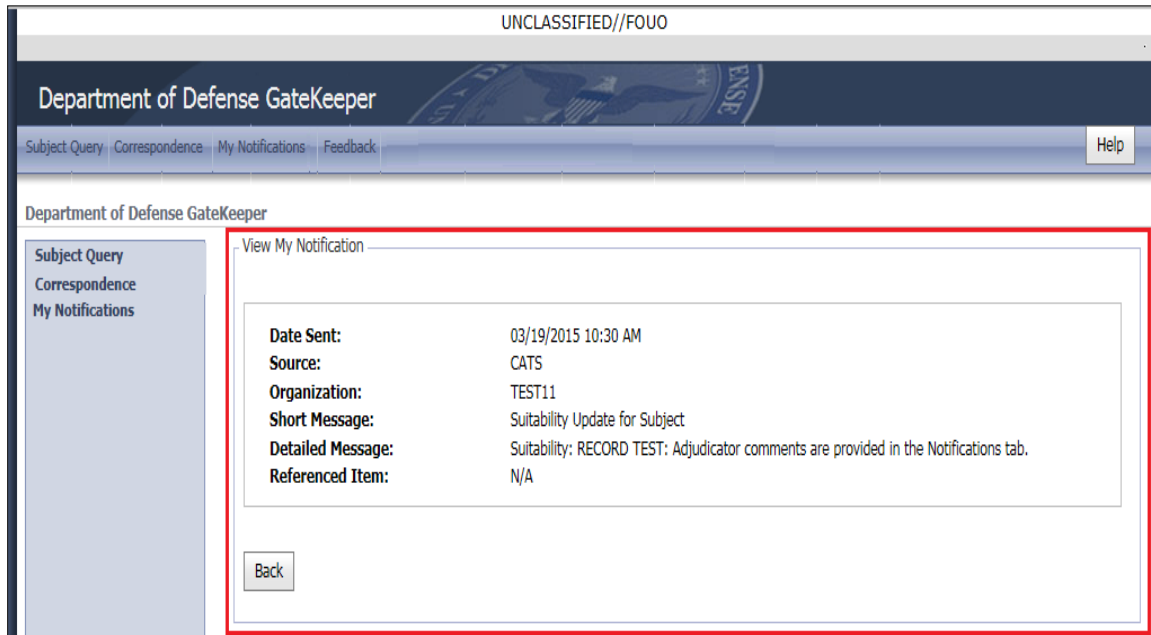 UNCLASSIFIED//FOUO
Department of Defense GateKeeper
Subject Query Correspondence My Notifications Feedback Help
Department of Defense GateKeeper
Subject Query
Correspondence
My Notifications
View My Notification
Date Sent: 03/19/2015 10:30 AM
Source: CATS
Organization: TEST11
Short Message: Suitability Update for Subject
Detailed Message: Suitability: RECORD TEST: Adjudicator comments are provided in the Notifications tab.
Referenced Item: N/A
Back